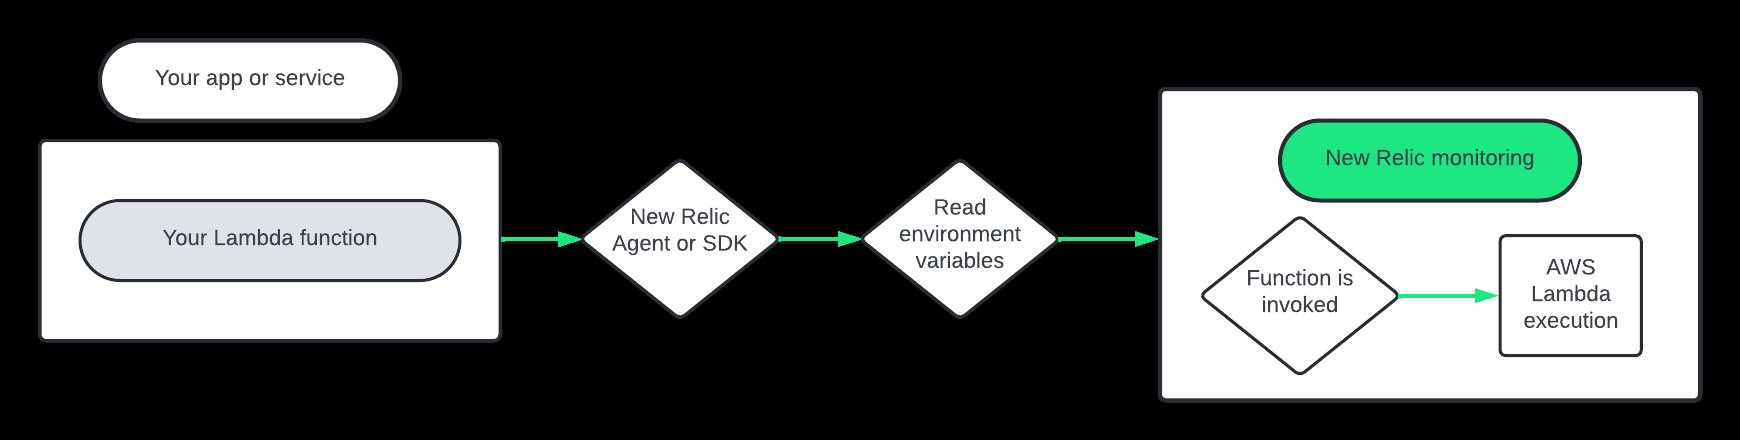 Your app or service
Your Lambda function
New Relic
Agent or SDK
Read
environment
variables
New Relic monitoring
Function is
invoked
AWS
Lambda
execution